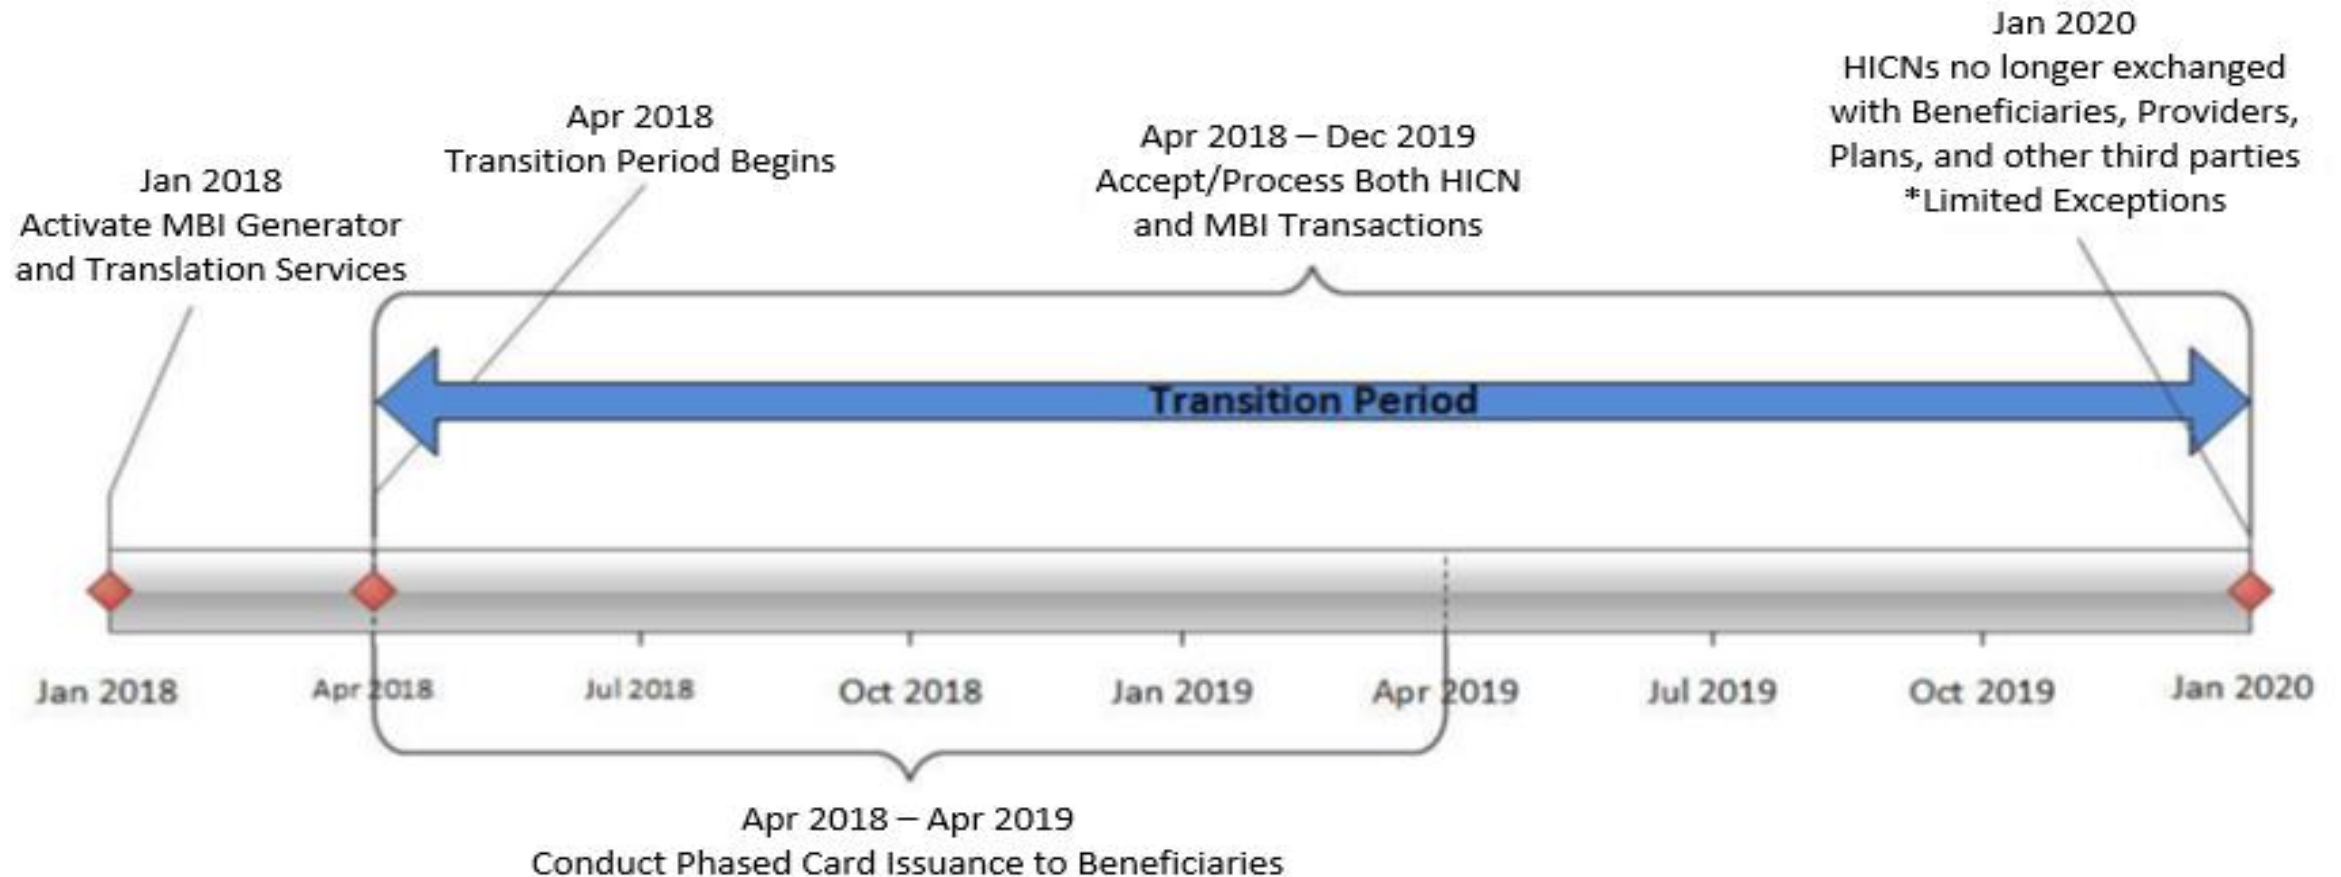 Jan 2020
HICNs no longer exchanged
with Beneficiaries, Providers,
Plans, and other third parties
*Limited Exceptions
Apr 2018
Transition Period Begins
Apr 2018 – Dec 2019
Accept/Process Both HICN
and MBI Transactions
Jan 2018
Activate MBI Generator
and Translation Services
Transition Period
Jan 2018
Apr 2018
Jul 2018
Oct 2018
Jan 2019
Apr 2019
Jul 2019
Oct 2019
Jan 2020
Apr 2018 – Apr 2019
Conduct Phased Card Issuance to Beneficiaries